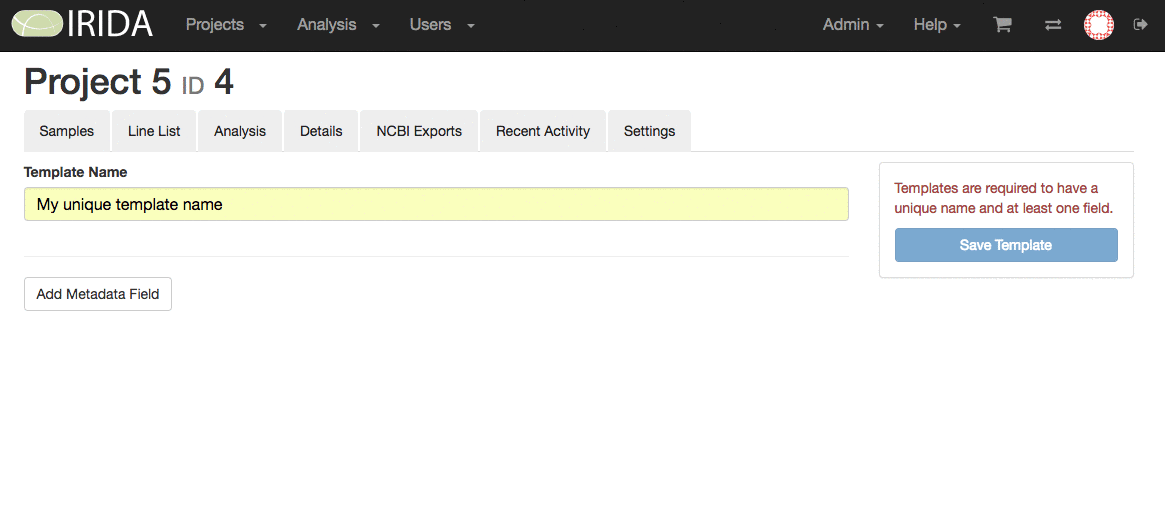 IRIDA Projects Analysis Users Admin Help
Project 5 ID 4
Samples Line List Analysis Details NCBI Exports Recent Activity Settings
Template Name
My unique template name
Templates are required to have a
unique name and at least one field.
Save Template
Add Metadata Field